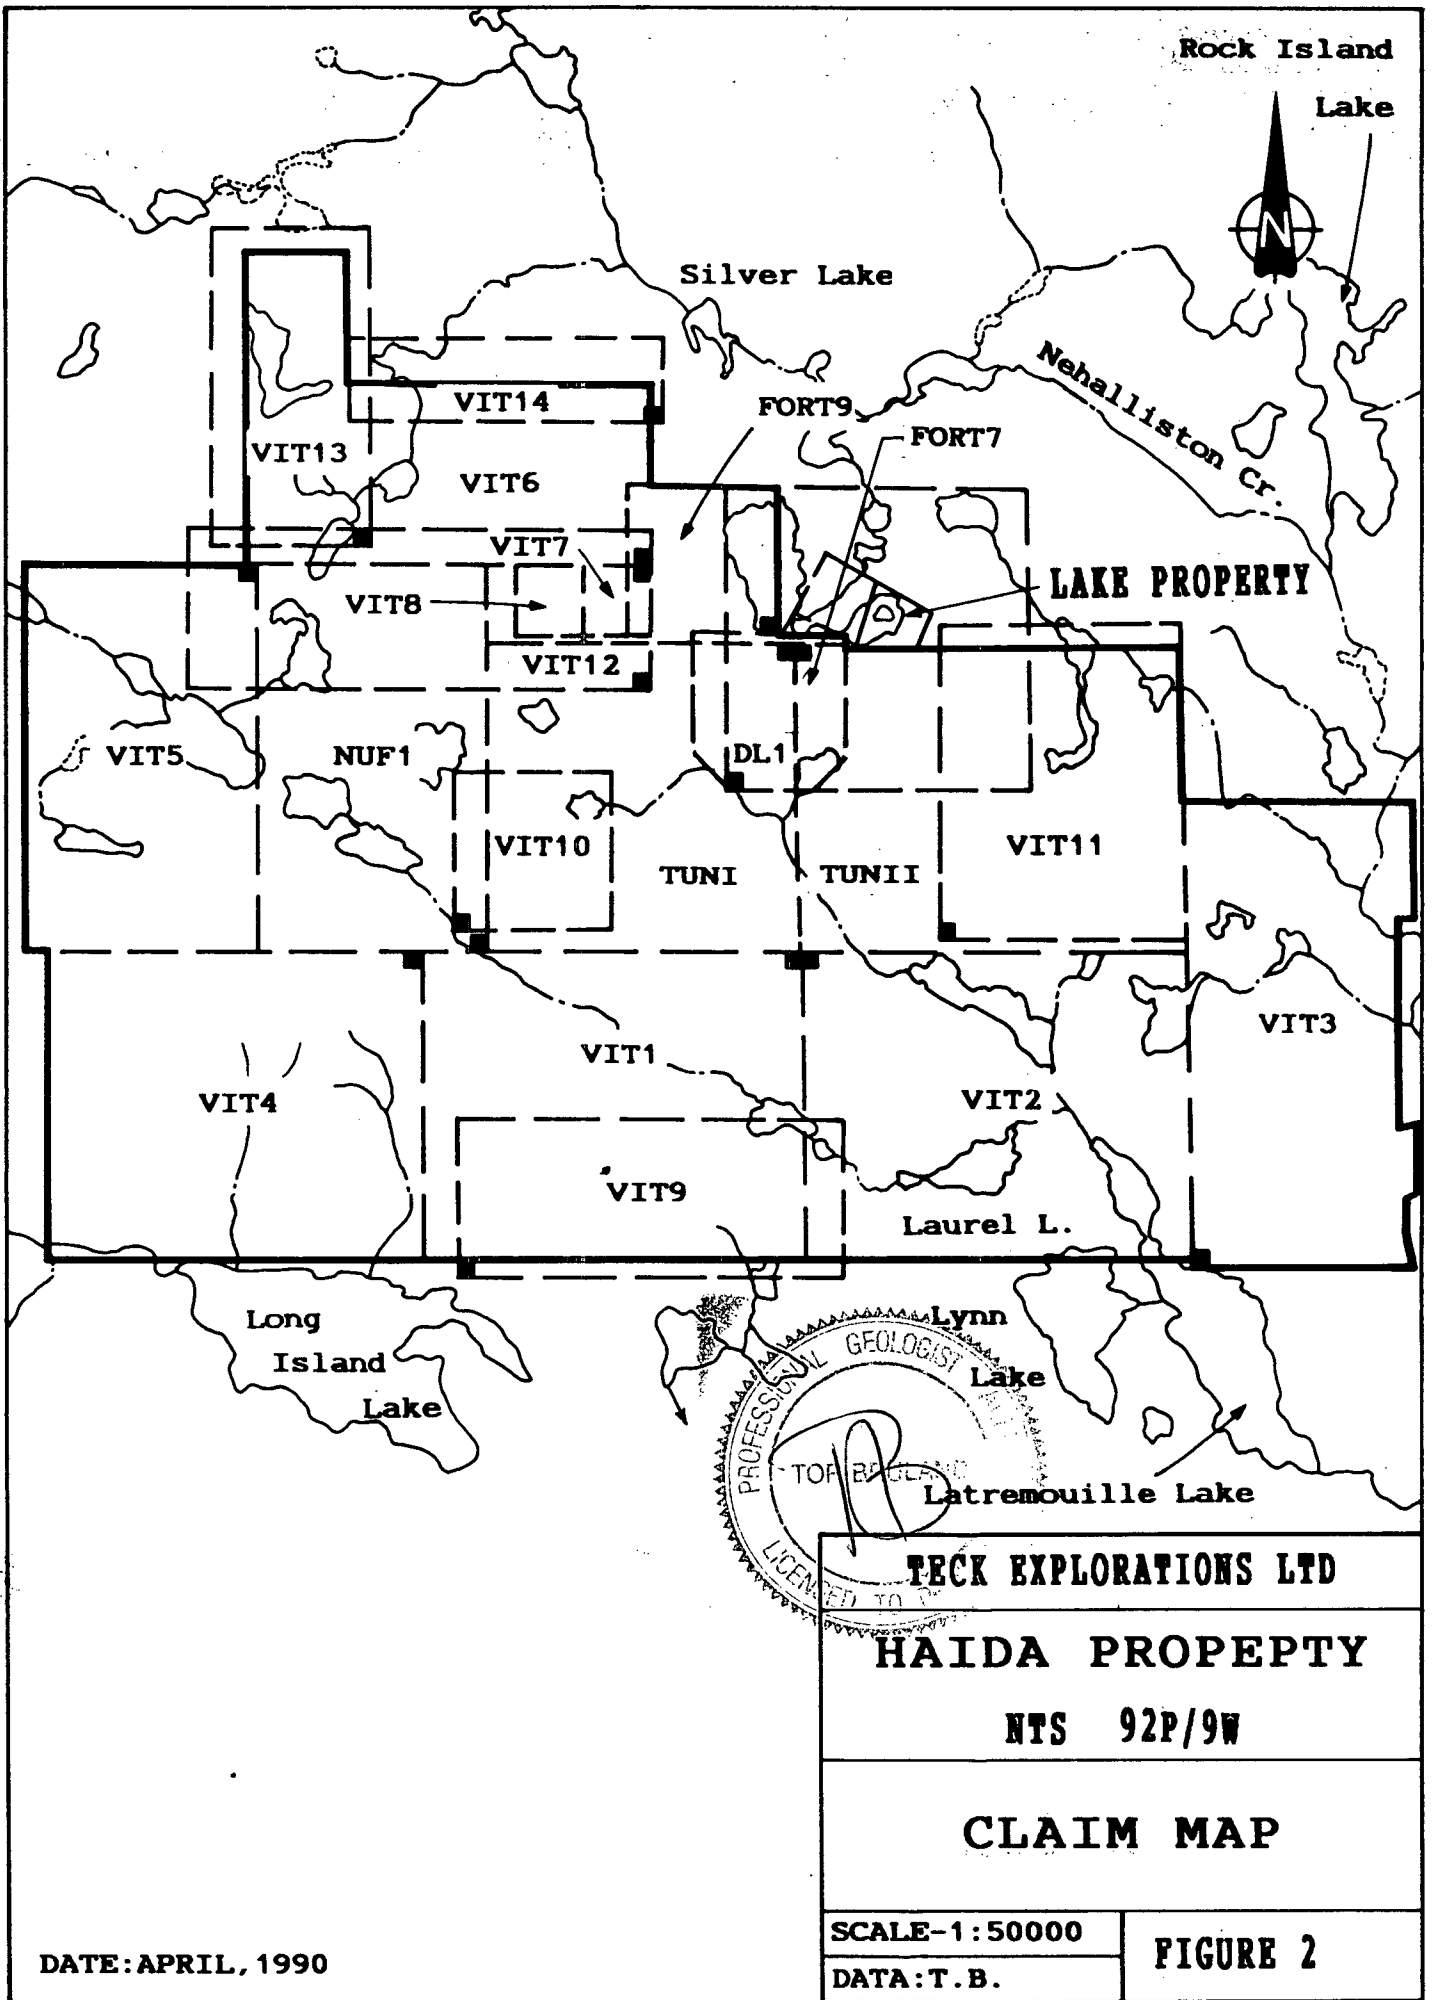 Rock Island
Lake
N
Silver Lake
Nehalliston Cr.
FORT9
FORT7
VIT14
VIT13
VIT6
VIT7
VIT8
LAKE PROPERTY
VIT12
VIT5
NUF1
DL1
VIT10
TUNI
TUNII
VIT11
VIT3
VIT1
VIT4
VIT2
VIT9
Laurel L.
Long
Island
Lake
Lynn
Lake
PROFESSIONAL GEOLOGIST
LICENSED TO
Latremouille Lake
TECK EXPLORATIONS LTD
HAIDA PROPEPTY
NTS 92P/9W
CLAIM MAP
SCALE-1:50000
FIGURE 2
DATA:T.B.
DATE:APRIL,1990